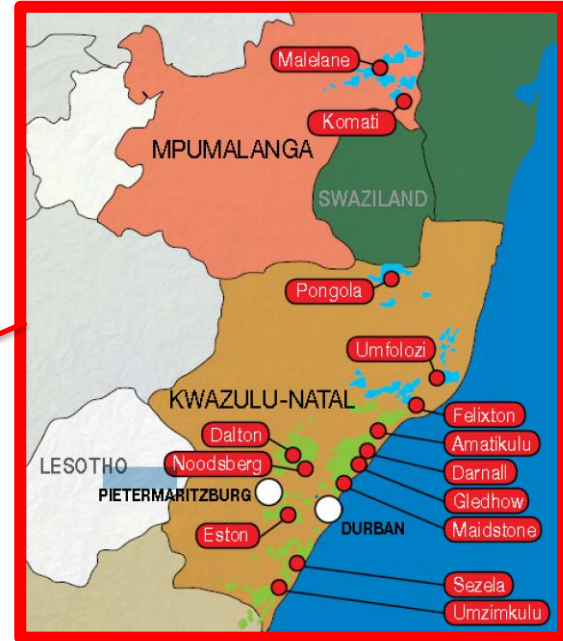 Malelane
Komati
MPUMALANGA
SWAZILAND
Pongola
Umfolozi
KWAZULU-NATAL
Felixton
Dalton
Amatikulu
LESOTHO
Noodsberg
Darnall
PIETERMARITZBURG
Gledhow
Eston
DURBAN
Maidstone
Sezela
Umzimkulu